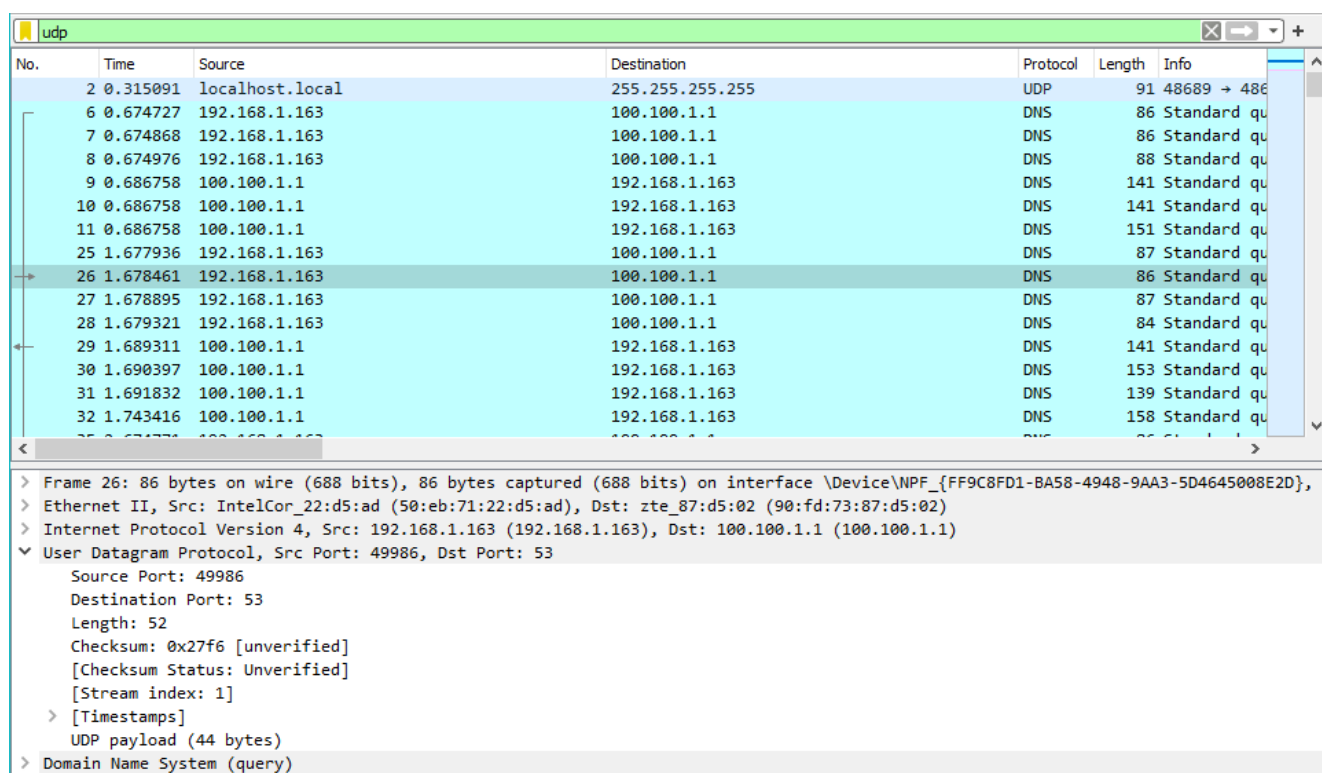 udp
No. Time Source Destination Protocol Length Info
2 0.315091 localhost.local 255.255.255.255 UDP 91 48689 → 486
6 0.674727 192.168.1.163 100.100.1.1 DNS 86 Standard qu
7 0.674868 192.168.1.163 100.100.1.1 DNS 86 Standard qu
8 0.674976 192.168.1.163 100.100.1.1 DNS 88 Standard qu
9 0.686758 100.100.1.1 192.168.1.163 DNS 141 Standard qu
10 0.686758 100.100.1.1 192.168.1.163 DNS 141 Standard qu
11 0.686758 100.100.1.1 192.168.1.163 DNS 151 Standard qu
25 1.677936 192.168.1.163 100.100.1.1 DNS 87 Standard qu
26 1.678461 192.168.1.163 100.100.1.1 DNS 86 Standard qu
27 1.678895 192.168.1.163 100.100.1.1 DNS 87 Standard qu
28 1.679321 192.168.1.163 100.100.1.1 DNS 84 Standard qu
29 1.689311 100.100.1.1 192.168.1.163 DNS 141 Standard qu
30 1.690397 100.100.1.1 192.168.1.163 DNS 153 Standard qu
31 1.691832 100.100.1.1 192.168.1.163 DNS 139 Standard qu
32 1.743416 100.100.1.1 192.168.1.163 DNS 158 Standard qu
Frame 26: 86 bytes on wire (688 bits), 86 bytes captured (688 bits) on interface \Device\NPF_{FF9C8FD1-BA58-4948-9AA3-5D4645008E2D},
Ethernet II, Src: IntelCor_22:d5:ad (50:eb:71:22:d5:ad), Dst: zte_87:d5:02 (90:fd:73:87:d5:02)
Internet Protocol Version 4, Src: 192.168.1.163 (192.168.1.163), Dst: 100.100.1.1 (100.100.1.1)
User Datagram Protocol, Src Port: 49986, Dst Port: 53
Source Port: 49986
Destination Port: 53
Length: 52
Checksum: 0x27f6 [unverified]
[Checksum Status: Unverified]
[Stream index: 1]
[Timestamps]
UDP payload (44 bytes)
Domain Name System (query)